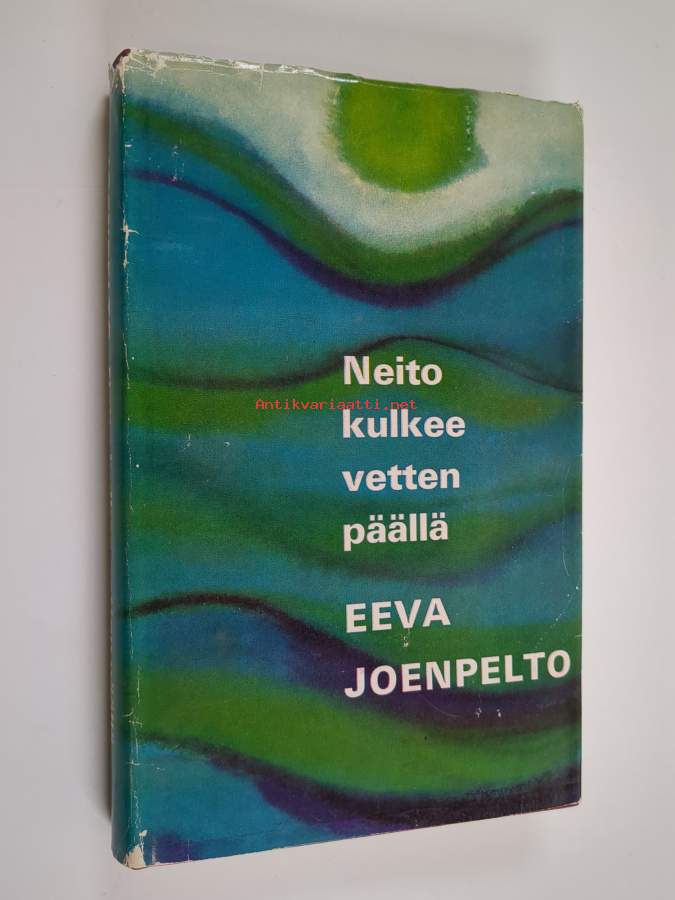 Neito
Antikvariaatti.net
kulkee
vetten
päällä
EEVA
JOENPELTO